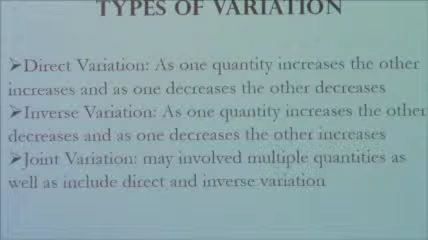 TYPES OF VARIATION
➤Direct Variation: As one quantity increases the other
increases and as one decreases the other decreases
➤Inverse Variation: As one quantity increases the other
decreases and as one decreases the other increases
➤Joint Variation: may involved multiple quantities as
well as include direct and inverse variation